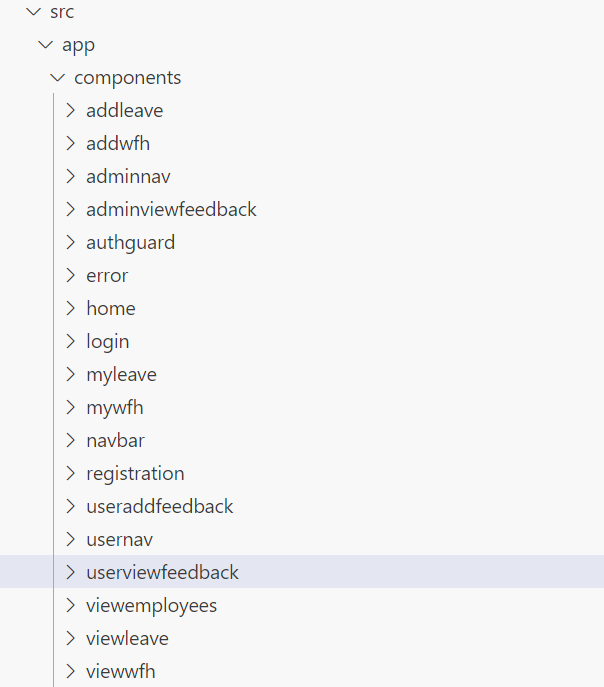 src
app
components
addleave
addwfh
adminnav
adminviewfeedback
authguard
error
home
login
myleave
mywfh
navbar
registration
useraddfeedback
usernav
userviewfeedback
viewemployees
viewleave
viewwfh